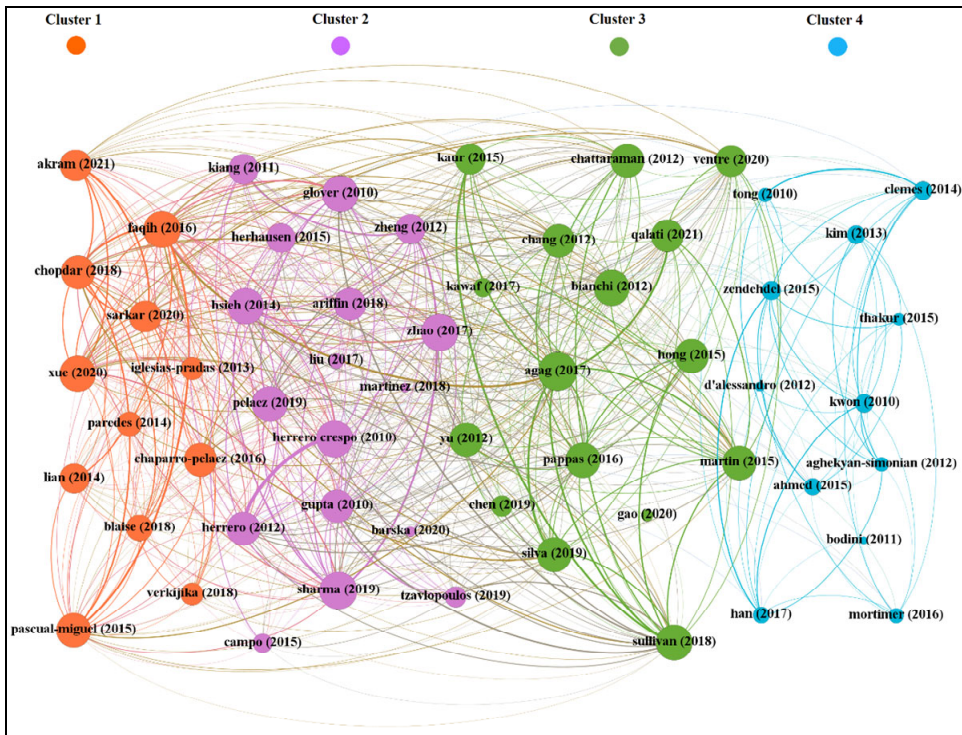 Cluster 1
Cluster 2
Cluster 3
Cluster 4
akram (2021)
faqih (2016)
chopdar (2018)
sarkar (2020)
xue (2020)
iglesias-pradas (2013)
paredes (2014)
chaparro-pelaez (2016)
lian (2014)
blaise (2018)
verkijika (2018)
pascual-miguel (2015)
kiang (2011)
glover (2010)
herhausen (2015)
zheng (2012)
hsieh (2014)
ariffin (2018)
zhao (2017)
liu (2017)
martinez (2018)
pelaez (2019)
herrero crespo (2010)
gupta (2010)
herrero (2012)
barska (2020)
sharma (2019)
tzavlopoulos (2019)
campo (2015)
kaur (2015)
chattaraman (2012)
ventre (2020)
chang (2012)
qalati (2021)
kawaf (2017)
bianchi (2012)
hong (2015)
agag (2017)
xu (2012)
pappas (2016)
martin (2015)
chen (2019)
gao (2020)
silva (2019)
sullivan (2018)
tong (2010)
clemes (2014)
kim (2013)
zendehdel (2015)
thakur (2015)
d'alessandro (2012)
kwon (2010)
aghekyan-simonian (2012)
ahmed (2015)
bodini (2011)
han (2017)
mortimer (2016)